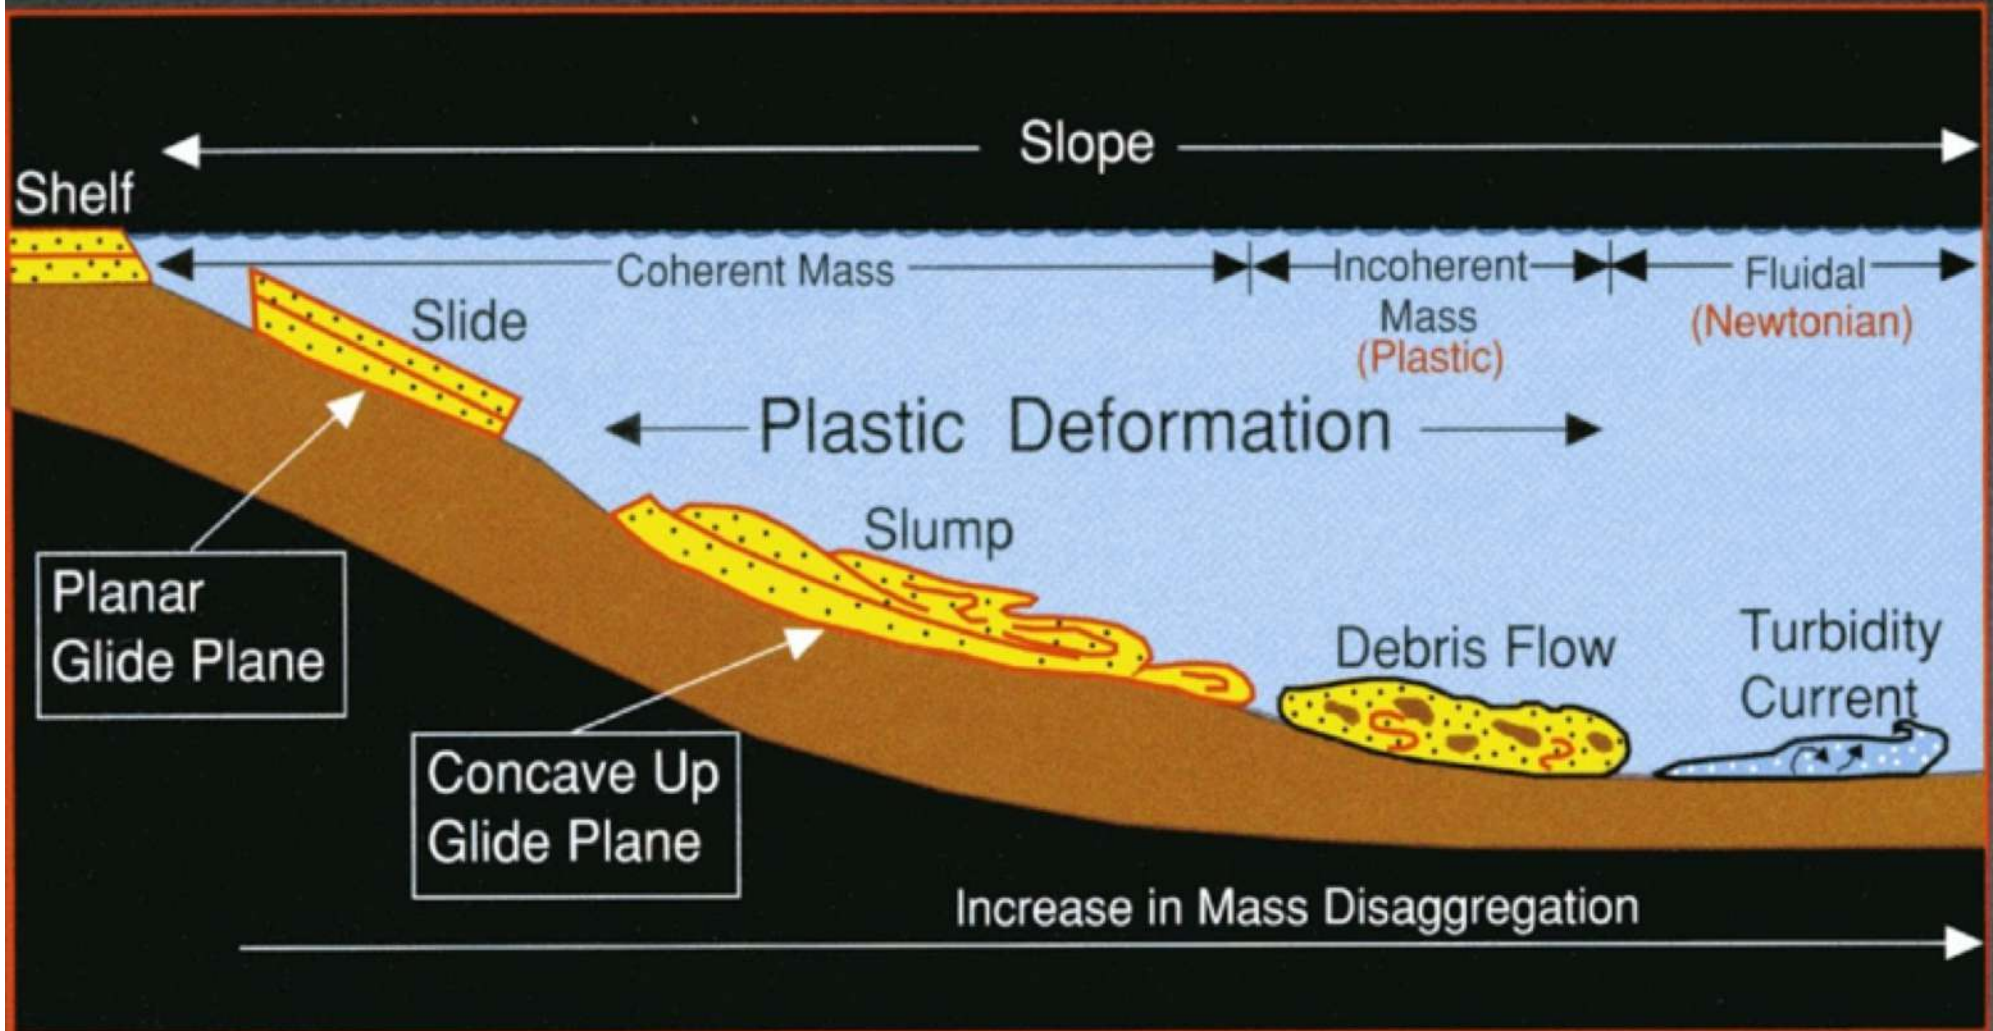 Slope
Shelf
Coherent Mass
Incoherent
Mass
(Plastic)
Fluidal
(Newtonian)
Slide
Plastic Deformation
Slump
Planar
Glide Plane
Debris Flow
Turbidity
Current
Concave Up
Glide Plane
Increase in Mass Disaggregation